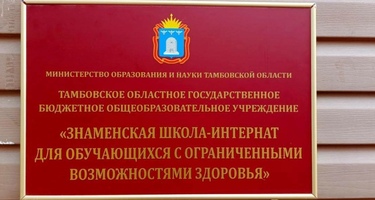 МИНИСТЕРСТВО ОБРАЗОВАНИЯ И НАУКИ ТАМБОВСКОЙ ОБЛАСТИ
ТАМБОВСКОЕ ОБЛАСТНОЕ ГОСУДАРСТВЕННОЕ
БЮДЖЕТНОЕ ОБЩЕОБРАЗОВАТЕЛЬНОЕ УЧРЕЖДЕНИЕ
«ЗНАМЕНСКАЯ ШКОЛА-ИНТЕРНАТ
ДЛЯ ОБУЧАЮЩИХСЯ С ОГРАНИЧЕННЫМИ
ВОЗМОЖНОСТЯМИ ЗДОРОВЬЯ»